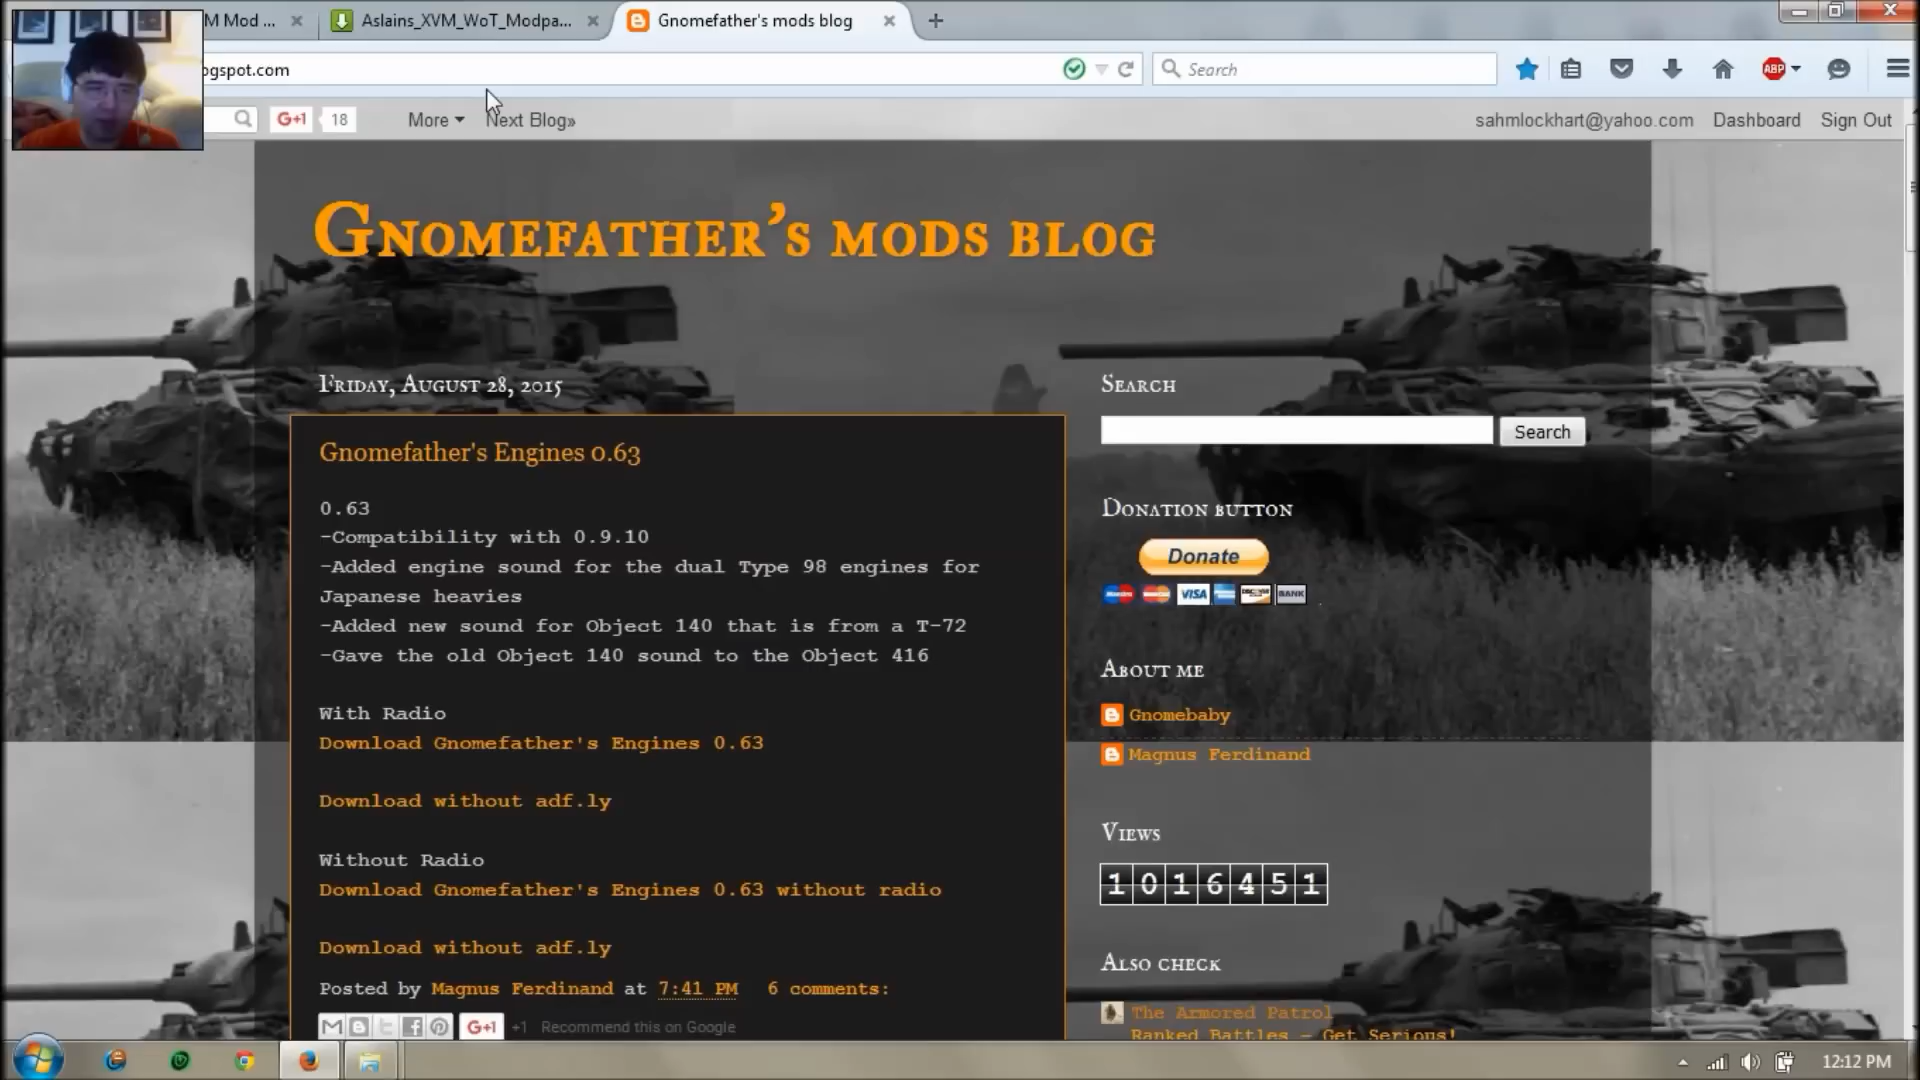 M Mod ...
Aslains_XVM_WoT_Modpa...
Gnomefather's mods blog
ogspot.com
Search
G+1 18
More
Next Blog»
sahmlockhart@yahoo.com
Dashboard
Sign Out
ABP
Gnomefather's mods blog
Friday, August 28, 2015
Gnomefather's Engines 0.63
0.63
-Compatibility with 0.9.10
-Added engine sound for the dual Type 98 engines for
Japanese heavies
-Added new sound for Object 140 that is from a T-72
-Gave the old Object 140 sound to the Object 416
With Radio
Download Gnomefather's Engines 0.63
Download without adf.ly
Without Radio
Download Gnomefather's Engines 0.63 without radio
Download without adf.ly
Posted by Magnus Ferdinand at 7:41 PM 6 comments:
G+1 +1 Recommend this on Google
Search
Search
Donation button
Donate
VISA
BANK
About me
Gnomebaby
Magnus Ferdinand
Views
1016451
Also check
The Armored Patrol
Ranked Battles - Get Serious!
12:12 PM